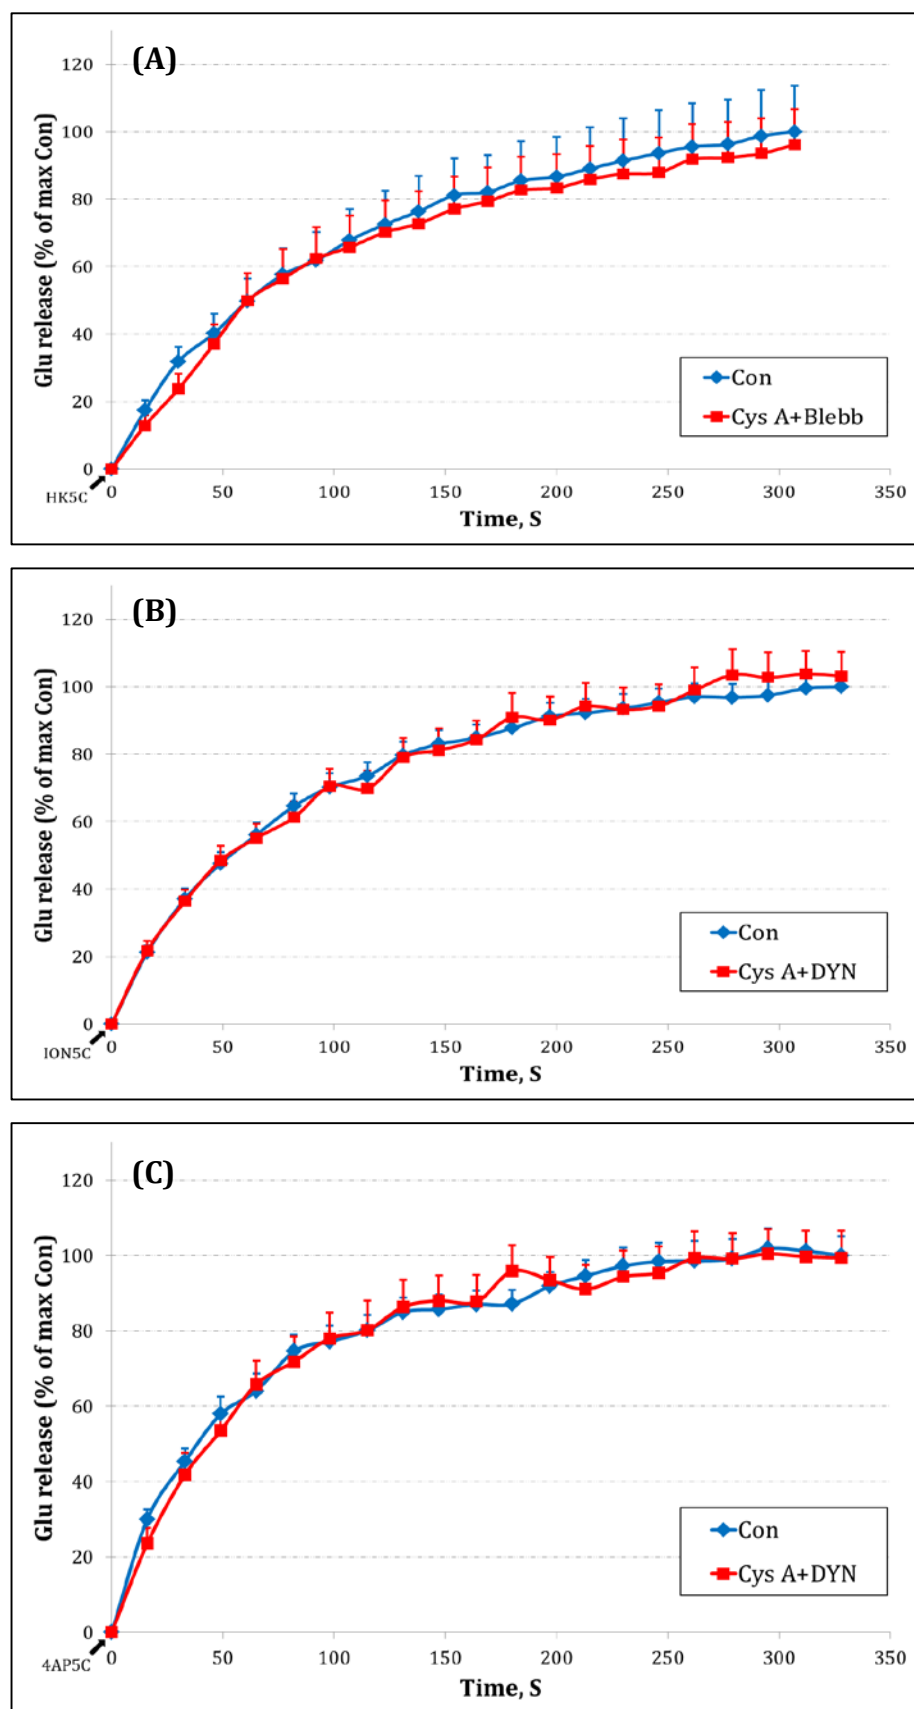 (A)
Glu release (% of max Con)
120
100
80
60
40
20
0
Con
Cys A+Blebb
HK5C
0 50 100 150 200 250 300 350
Time, S
(B)
Glu release (% of max Con)
120
100
80
60
40
20
0
Con
Cys A+DYN
ION5C
0 50 100 150 200 250 300 350
Time, S
(C)
Glu release (% of max Con)
120
100
80
60
40
20
0
Con
Cys A+DYN
4AP5C
0 50 100 150 200 250 300 350
Time, S